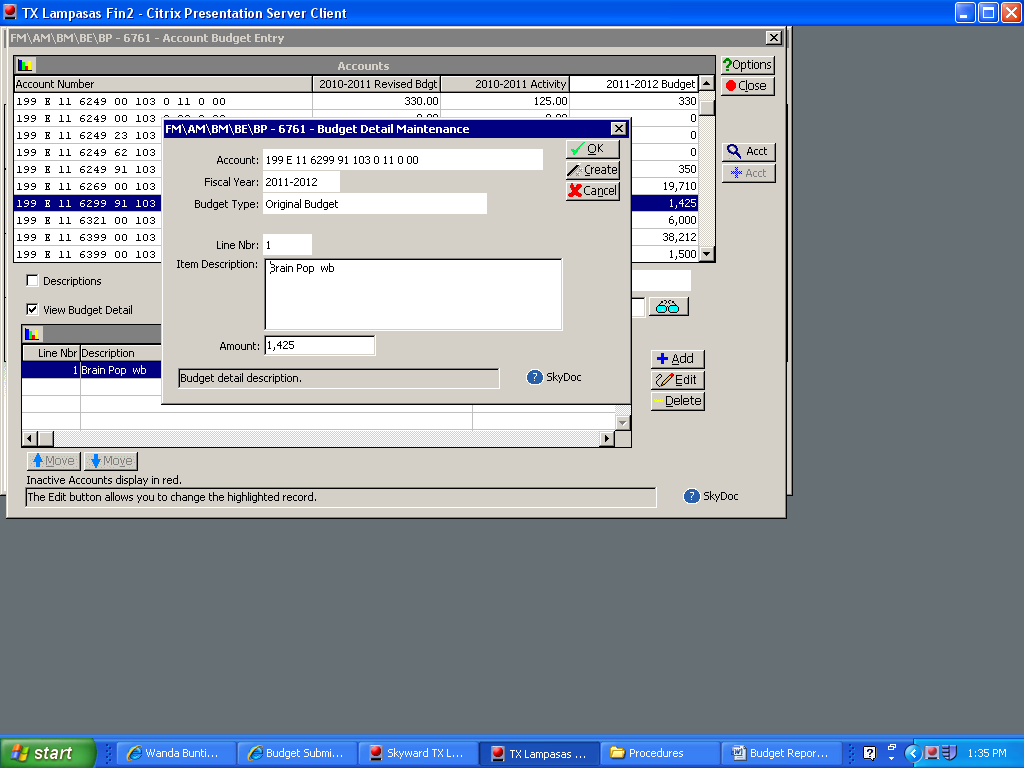 TX Lampasas Fin2 - Citrix Presentation Server Client
FM\AM\BM\BE\BP - 6761 - Account Budget Entry
Accounts
Account Number 2010-2011 Revised Bdgt 2010-2011 Activity 2011-2012 Budget
199 E 11 6249 00 103 0 11 0 00 330.00 125.00 330
199 E 11 6249 00 103 0
199 E 11 6249 23 103 0
199 E 11 6249 62 103 0
199 E 11 6249 91 103 350
199 E 11 6269 00 103 19,710
199 E 11 6299 91 103 1,425
199 E 11 6321 00 103 6,000
199 E 11 6399 00 103 38,212
199 E 11 6399 00 103 1,500
?Options
Close
Acct
Acct
FM\AM\BM\BE\BP - 6761 - Budget Detail Maintenance
Account: 199 E 11 6299 91 103 0 11 0 00
Fiscal Year: 2011-2012
Budget Type: Original Budget
Line Nbr: 1
Item Description: Brain Pop wb
Amount: 1,425
Budget detail description.
? SkyDoc
OK
Create
Cancel
Descriptions
View Budget Detail
Line Nbr Description
1 Brain Pop wb
Add
Edit
Delete
Move Move
Inactive Accounts display in red.
The Edit button allows you to change the highlighted record.
? SkyDoc
start Wanda Bunti... Budget Submi... Skyward TX L... TX Lampasas ... Procedures Budget Repor... ? 1:35 PM